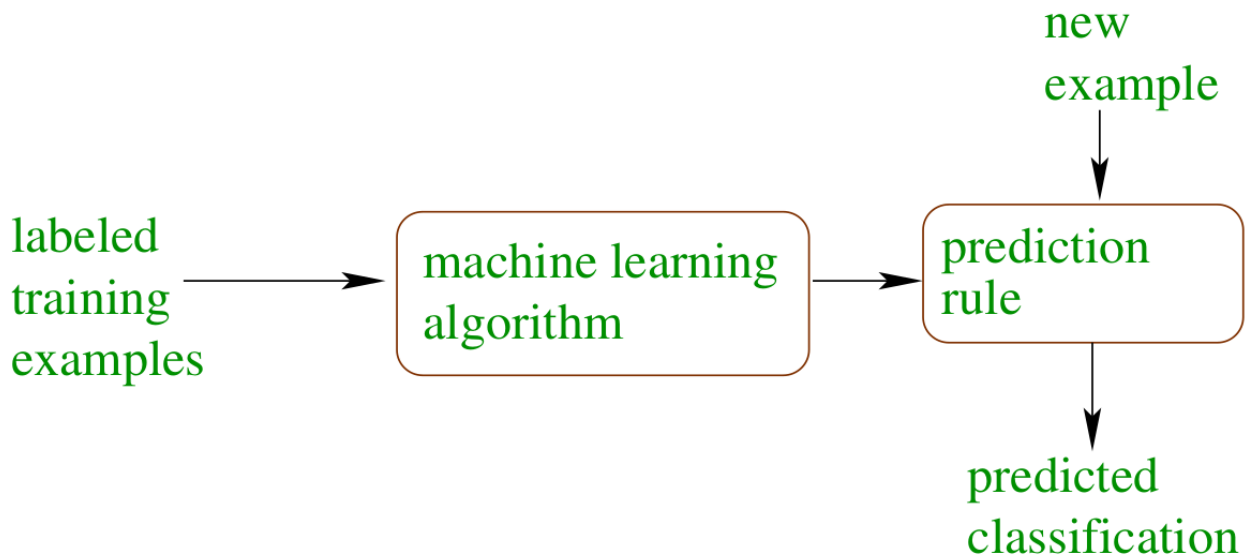 new
example
labeled
training
examples
machine learning
algorithm
prediction
rule
predicted
classification